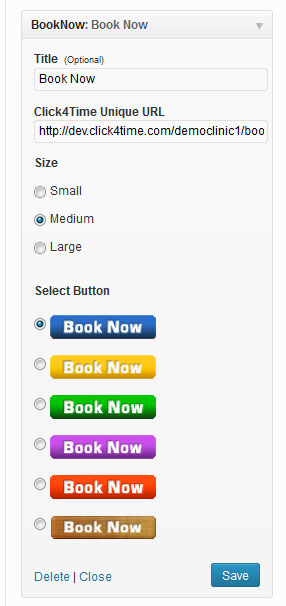 BookNow: Book Now
Title (Optional)
Book Now
Click4Time Unique URL
http://dev.click4time.com/democlinic1/boo
Size
Small
Medium
Large
Select Button
Book Now
Book Now
Book Now
Book Now
Book Now
Book Now
Delete | Close Save